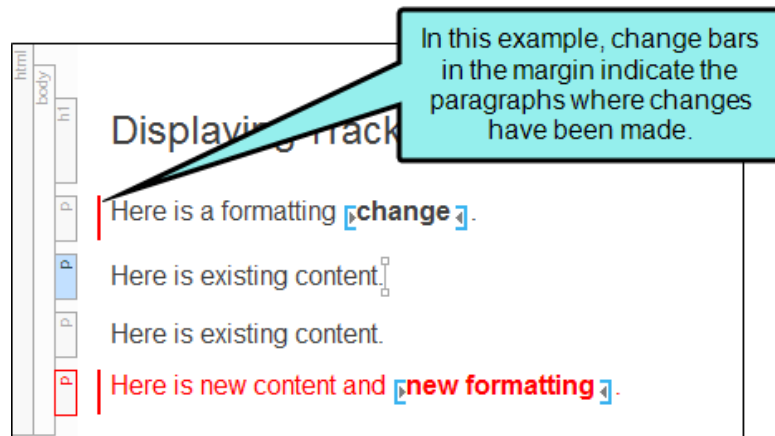 In this example, change bars
in the margin indicate the
paragraphs where changes
have been made.
html
body
h1
Displaying Track
p
Here is a formatting change.
p
Here is existing content.
p
Here is existing content.
p
Here is new content and new formatting.